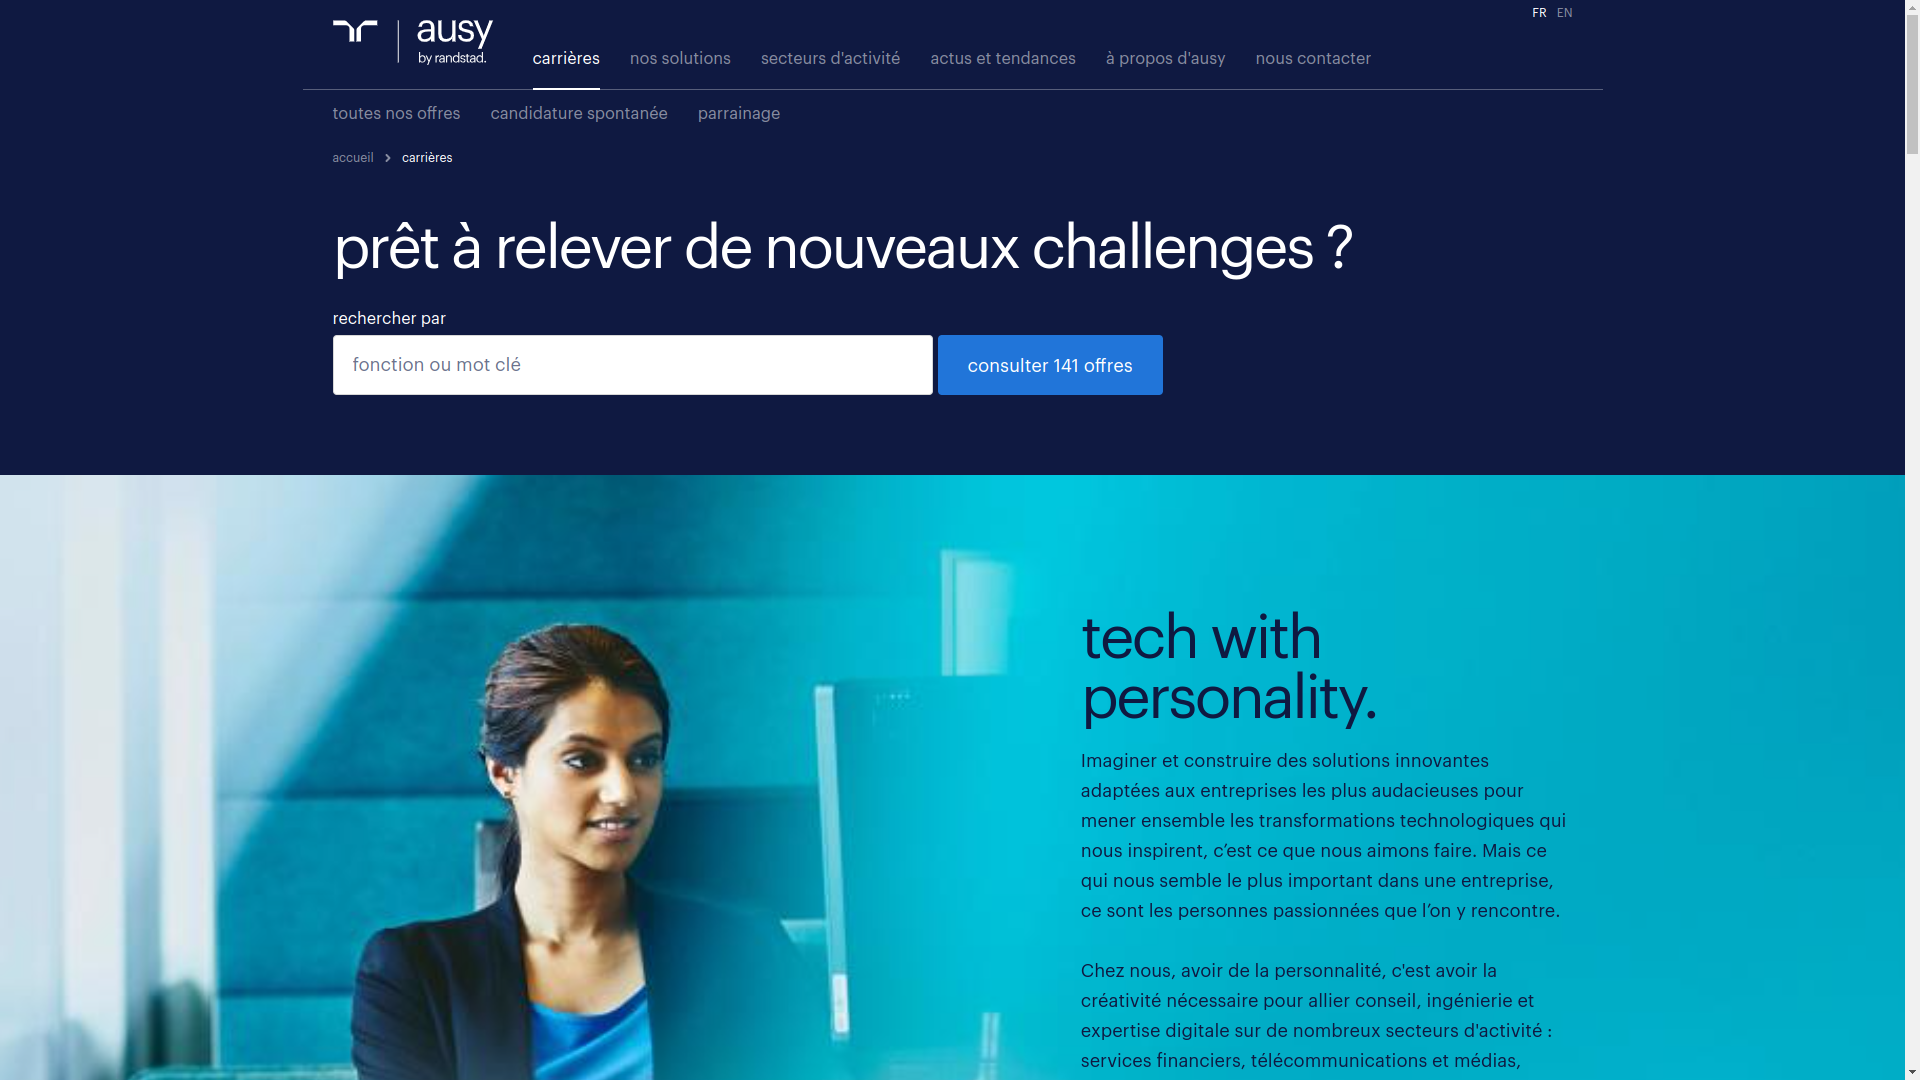 FR EN
ausy
by randstad.
carrières nos solutions secteurs d'activité actus et tendances à propos d'ausy nous contacter
toutes nos offres candidature spontanée parrainage
accueil carrières
prêt à relever de nouveaux challenges ?
rechercher par
fonction ou mot clé
consulter 141 offres
tech with
personality.
Imaginer et construire des solutions innovantes
adaptées aux entreprises les plus audacieuses pour
mener ensemble les transformations technologiques qui
nous inspirent, c’est ce que nous aimons faire. Mais ce
qui nous semble le plus important dans une entreprise,
ce sont les personnes passionnées que l’on y rencontre.
Chez nous, avoir de la personnalité, c'est avoir la
créativité nécessaire pour allier conseil, ingénierie et
expertise digitale sur de nombreux secteurs d'activité :
services financiers, télécommunications et médias,